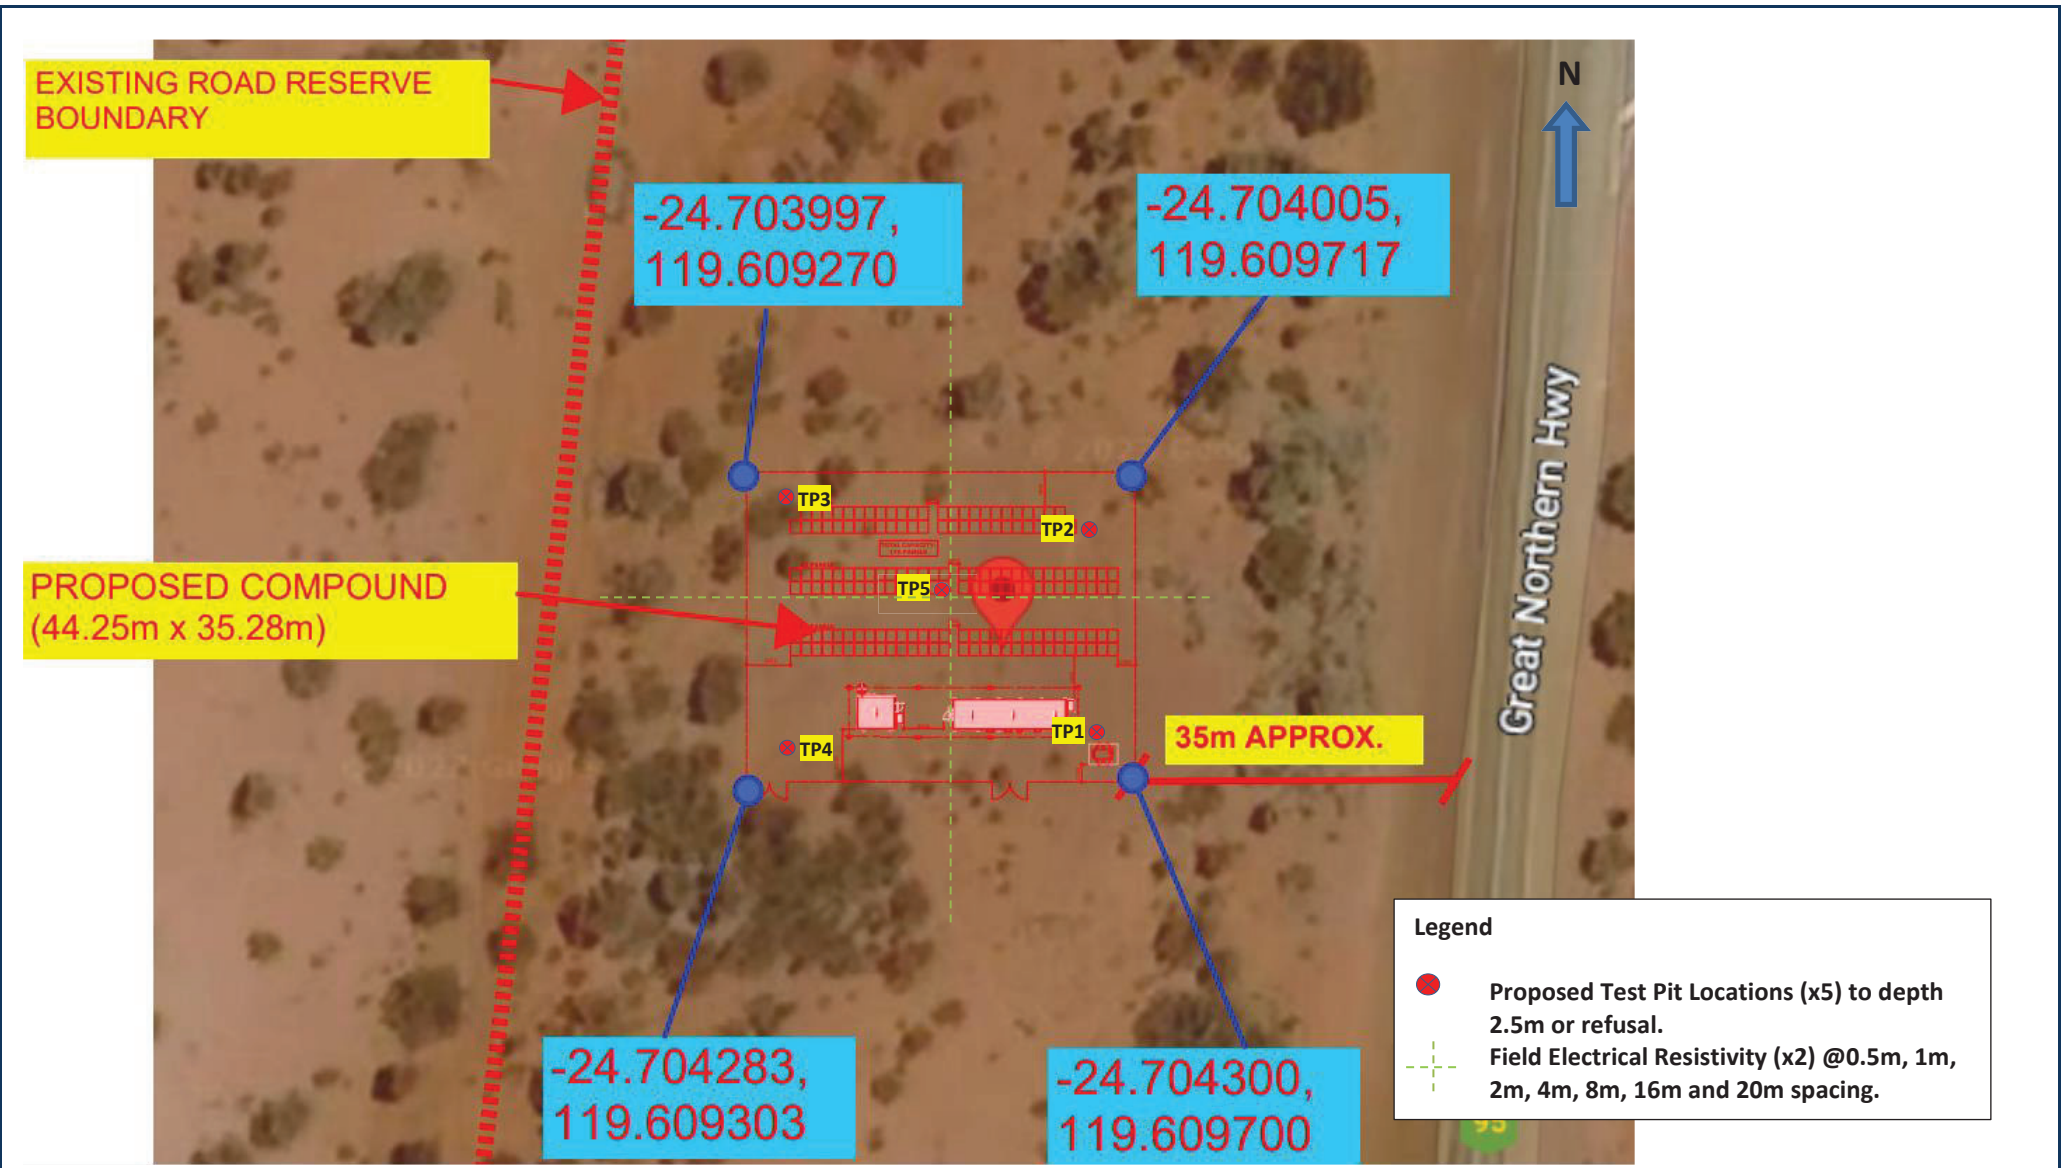 EXISTING ROAD RESERVE
BOUNDARY
N
-24.703997,
119.609270
-24.704005,
119.609717
Great Northern Hwy
TP3
TP2
TOTAL CAPACITY:
PROPOSED COMPOUND
(44.25m x 35.28m)
TP5
TP1
TP4
35m APPROX.
-24.704283,
119.609303
-24.704300,
119.609700
Legend
Proposed Test Pit Locations (x5) to depth
2.5m or refusal.
Field Electrical Resistivity (x2) @0.5m, 1m,
2m, 4m, 8m, 16m and 20m spacing.
95